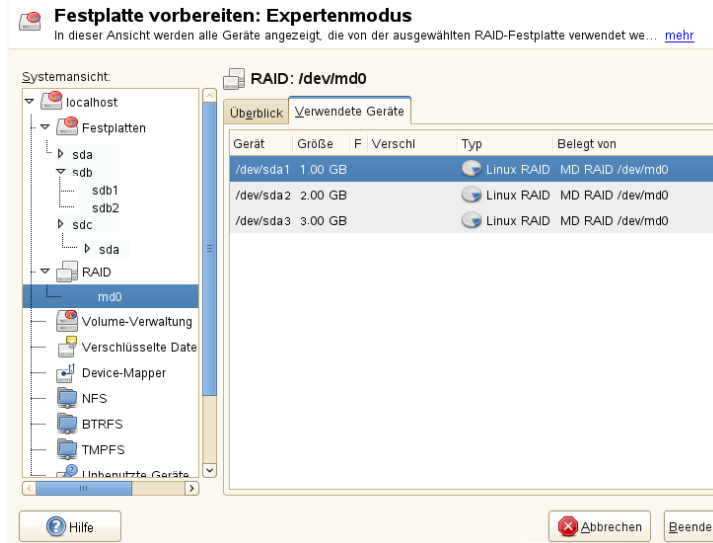 Festplatte vorbereiten: Expertenmodus
In dieser Ansicht werden alle Geräte angezeigt, die von der ausgewählten RAID-Festplatte verwendet we... mehr
Systemansicht:
localhost
Festplatten
sda
sdb
sdb1
sdb2
sdc
sda
RAID
md0
Volume-Verwaltung
Verschlüsselte Date
Device-Mapper
NFS
BTRFS
TMPFS
Unbenutzte Geräte
RAID: /dev/md0
Überblick Verwendete Geräte
Gerät Größe F Verschl Typ Belegt von
/dev/sda1 1.00 GB Linux RAID MD RAID /dev/md0
/dev/sda2 2.00 GB Linux RAID MD RAID /dev/md0
/dev/sda3 3.00 GB Linux RAID MD RAID /dev/md0
Hilfe Abbrechen Beende